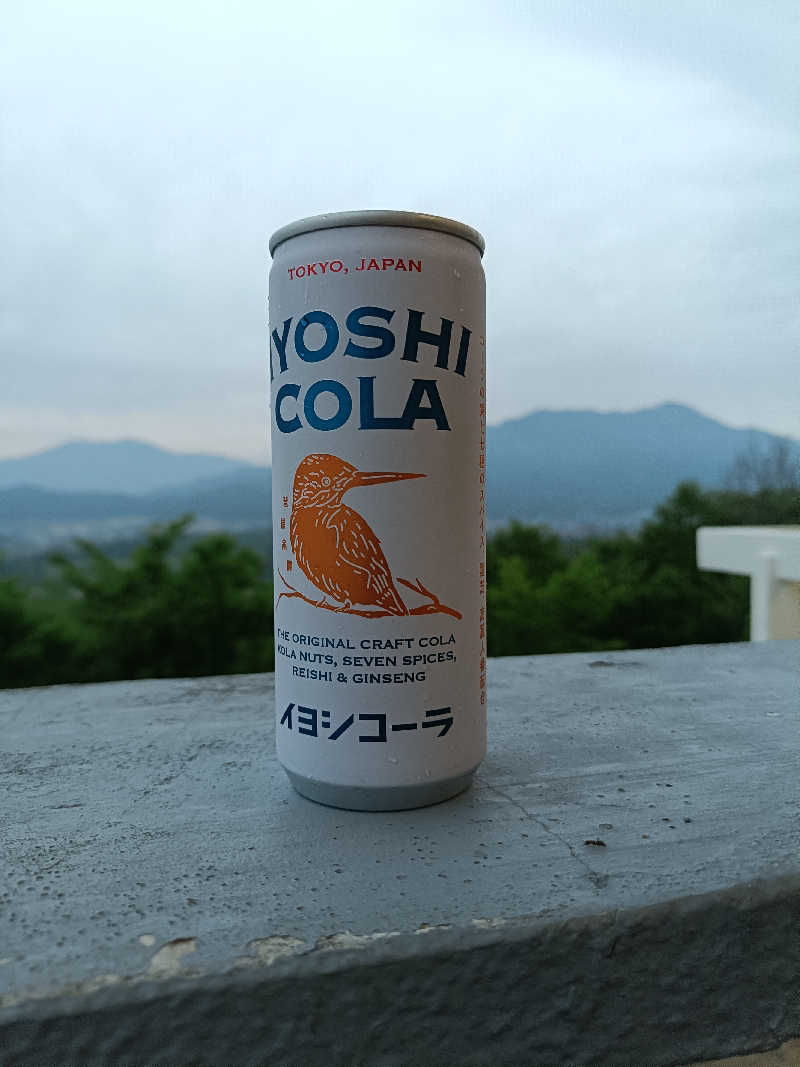 TOKYO, JAPAN
IYOSHI
COLA
THE ORIGINAL CRAFT COLA
KOLA NUTS, SEVEN SPICES,
REISHI & GINSENG
イヨシコーラ